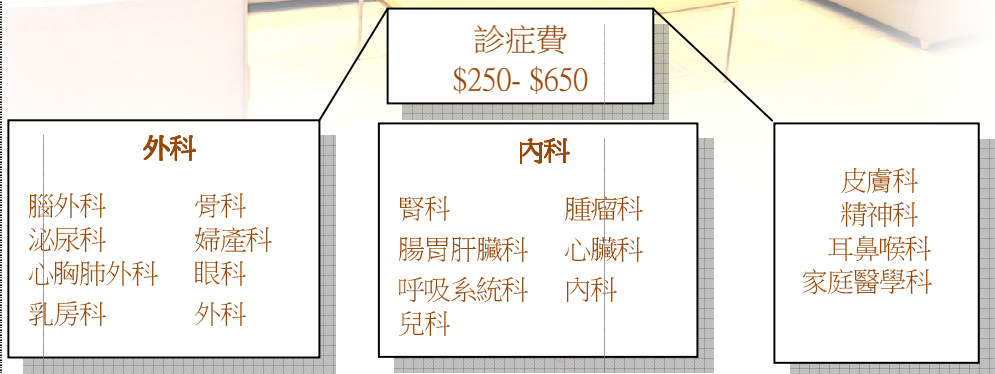 診症費
$250- $650
外科
腦外科 骨科
泌尿科 婦產科
心胸肺外科 眼科
乳房科 外科
內科
腎科 腫瘤科
腸胃肝臟科 心臟科
呼吸系統科 內科
兒科
皮膚科
精神科
耳鼻喉科
家庭醫學科